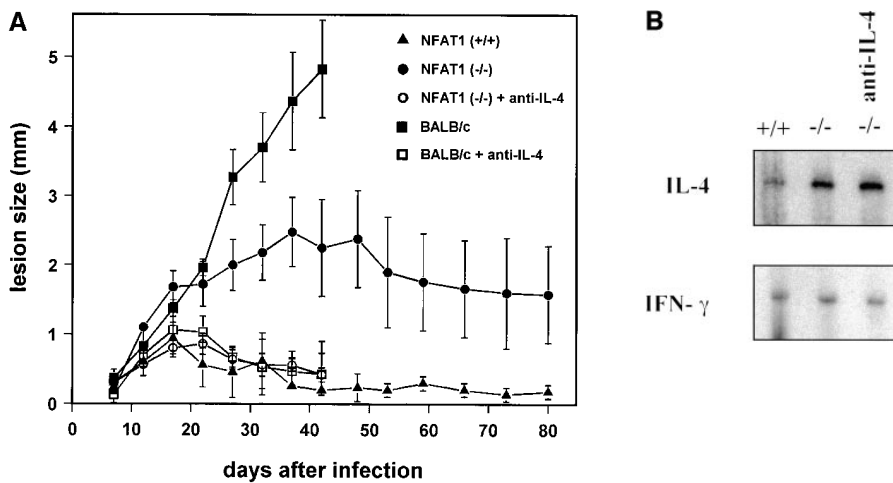 A
lesion size (mm)
5
4
3
2
1
0
NFAT1 (+/+)
NFAT1 (-/-)
NFAT1 (-/-) + anti-IL-4
BALB/c
BALB/c + anti-IL-4
0 10 20 30 40 50 60 70 80
days after infection
B
anti-IL-4
+/+ -/- -/-
IL-4
IFN- γ